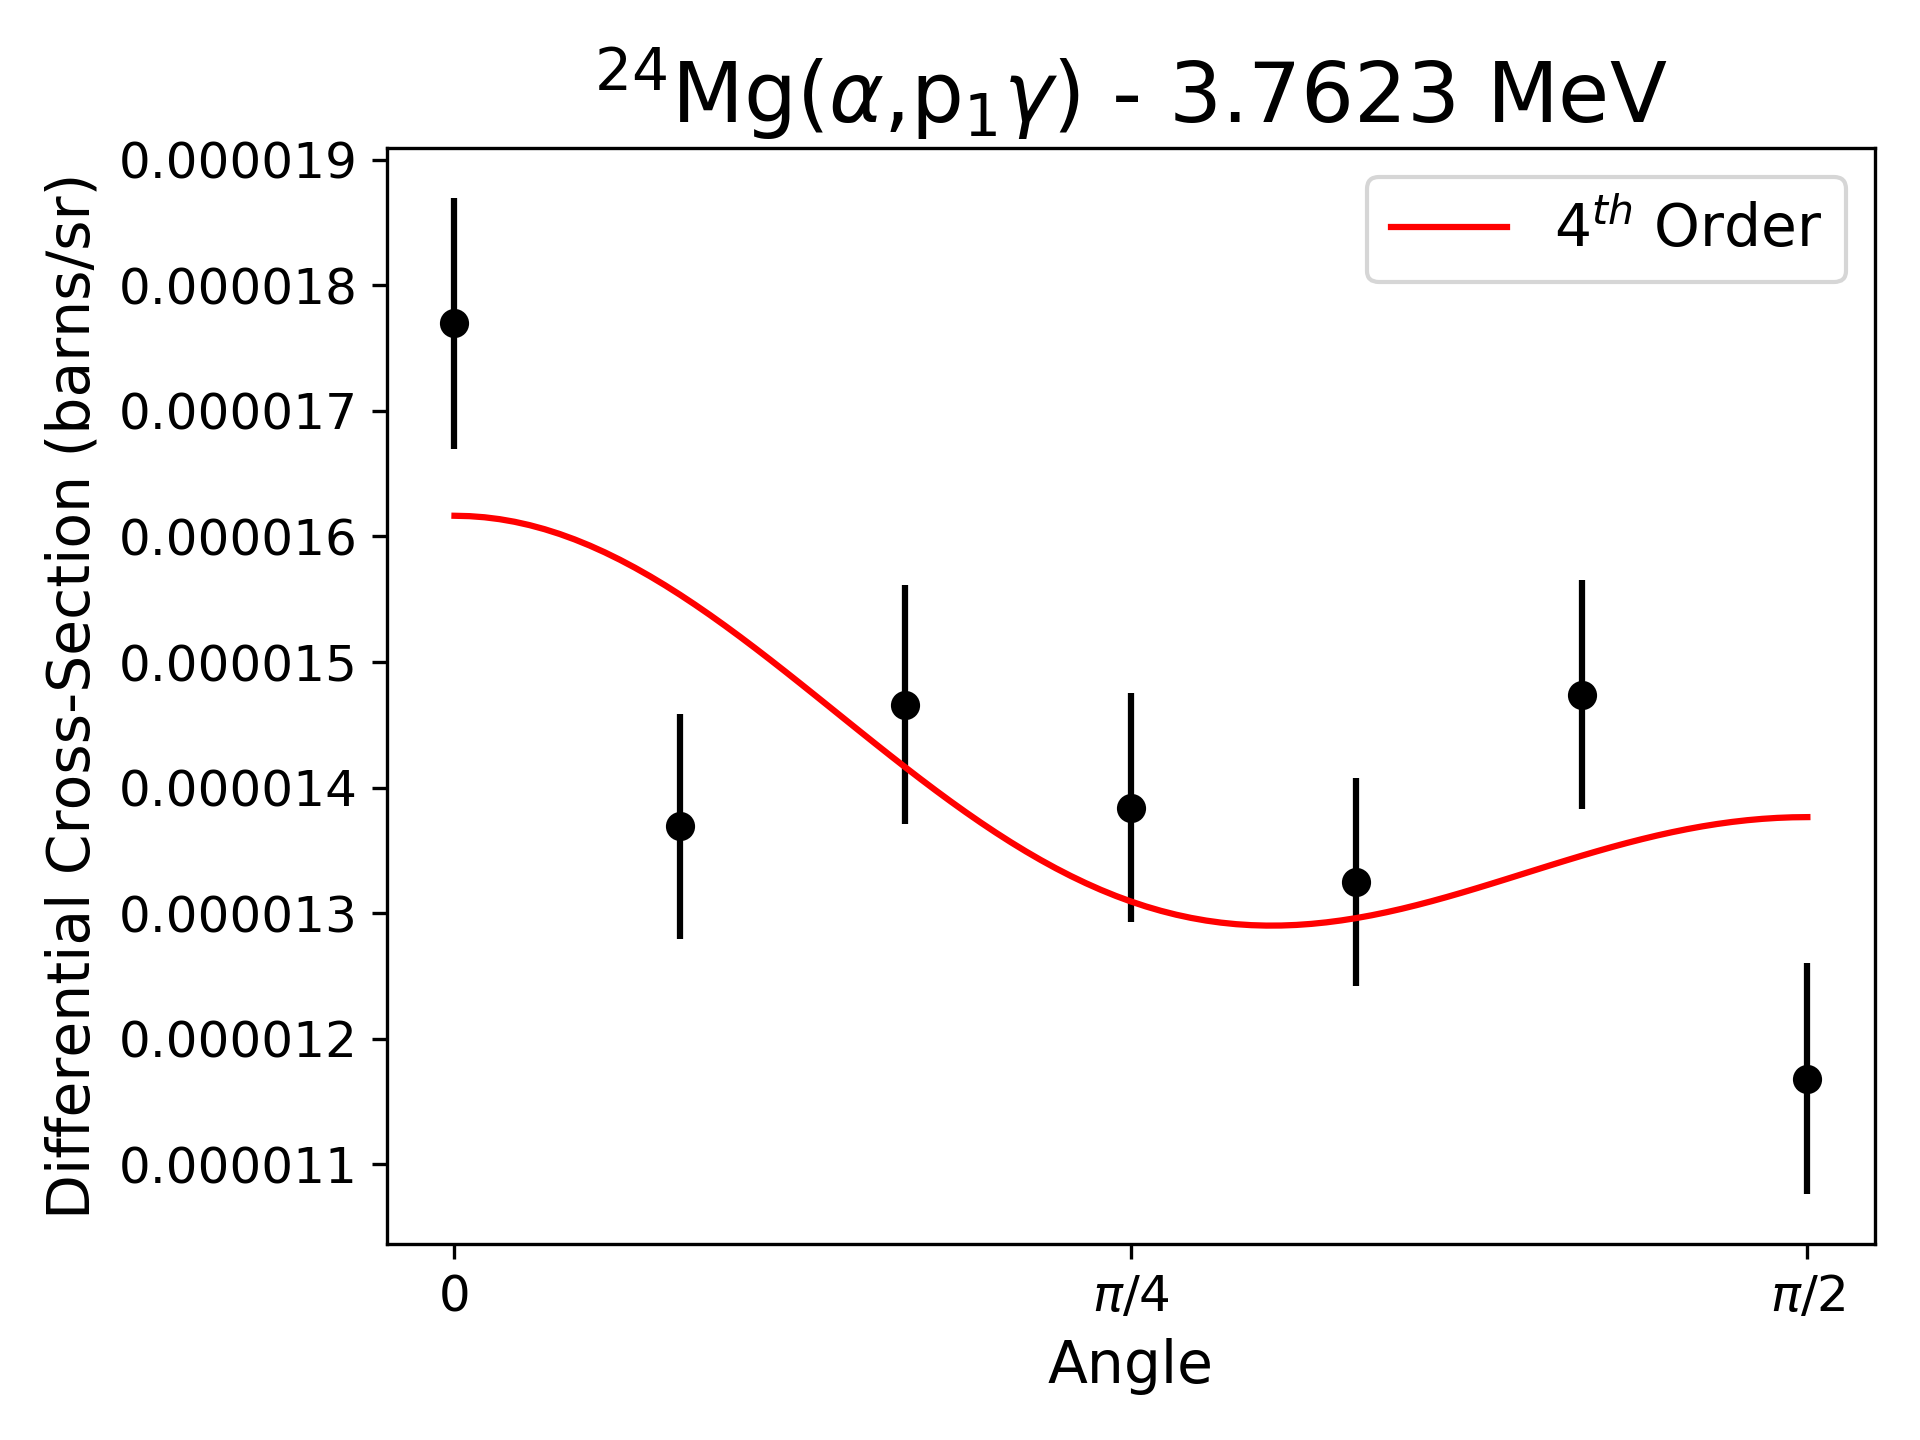 ²⁴Mg(α,p₁γ) - 3.7623 MeV
4ᵗʰ Order
Differential Cross-Section (barns/sr)
0.000019
0.000018
0.000017
0.000016
0.000015
0.000014
0.000013
0.000012
0.000011
0 π/4 π/2
Angle